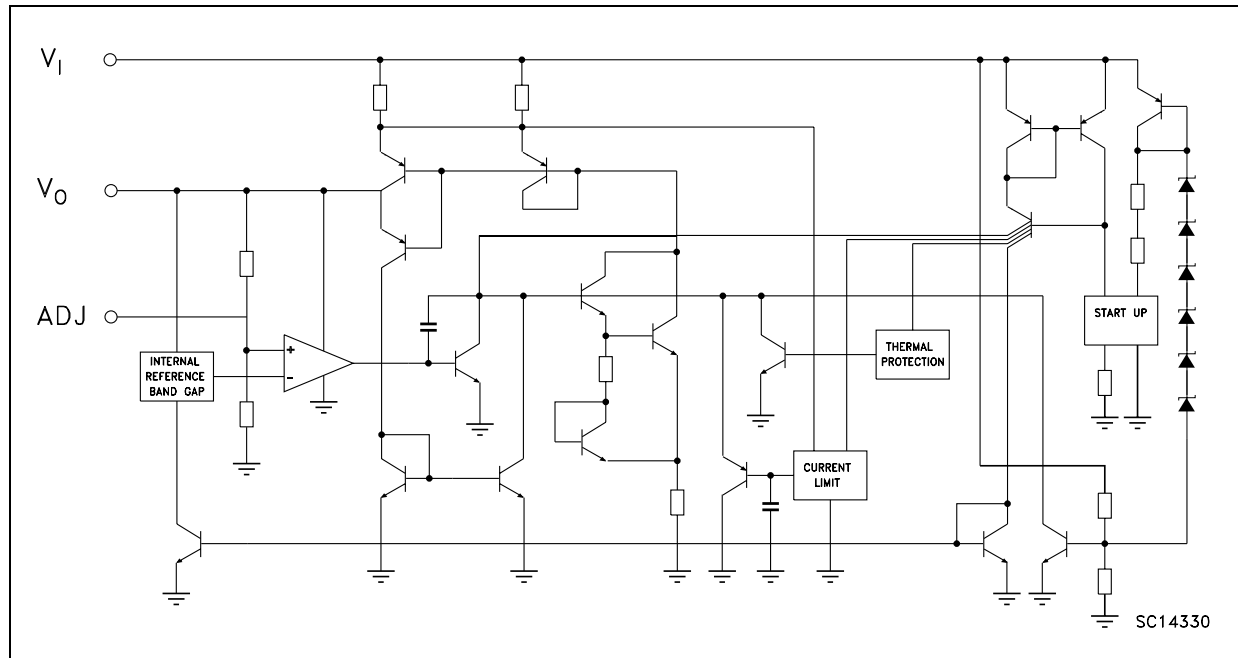 V_I
V_O
ADJ
+
−
INTERNAL
REFERENCE
BAND GAP
START UP
THERMAL
PROTECTION
CURRENT
LIMIT
SC14330